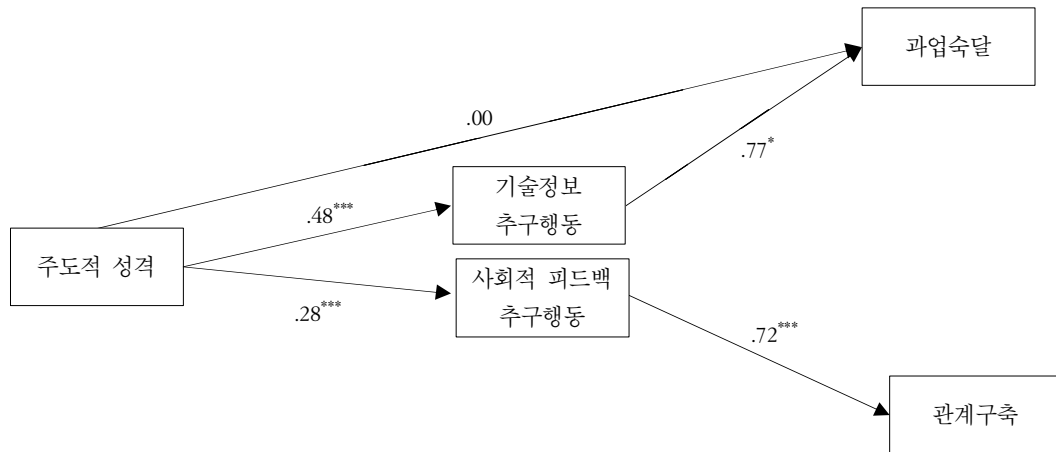 과업숙달
.00
.77*
기술정보
추구행동
.48***
주도적 성격
사회적 피드백
추구행동
.28***
.72***
관계구축